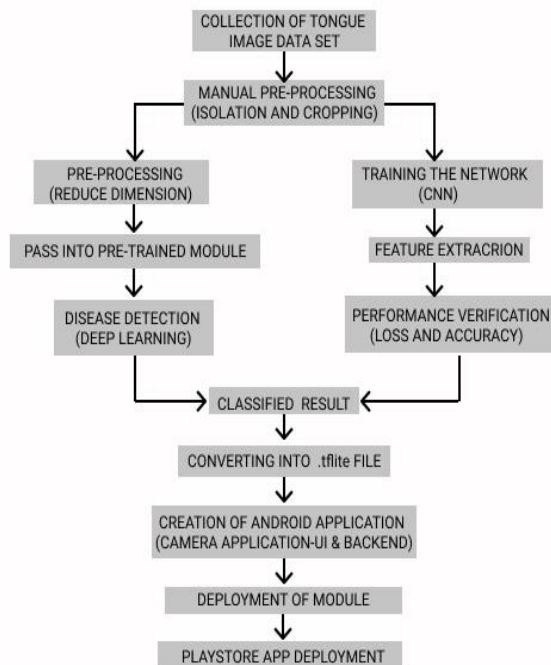 COLLECTION OF TONGUE
IMAGE DATA SET
MANUAL PRE-PROCESSING
(ISOLATION AND CROPPING)
PRE-PROCESSING
(REDUCE DIMENSION)
PASS INTO PRE-TRAINED MODULE
DISEASE DETECTION
(DEEP LEARNING)
TRAINING THE NETWORK
(CNN)
FEATURE EXTRACRION
PERFORMANCE VERIFICATION
(LOSS AND ACCURACY)
CLASSIFIED RESULT
CONVERTING INTO .tflite FILE
CREATION OF ANDROID APPLICATION
(CAMERA APPLICATION-UI & BACKEND)
DEPLOYMENT OF MODULE
PLAYSTORE APP DEPLOYMENT